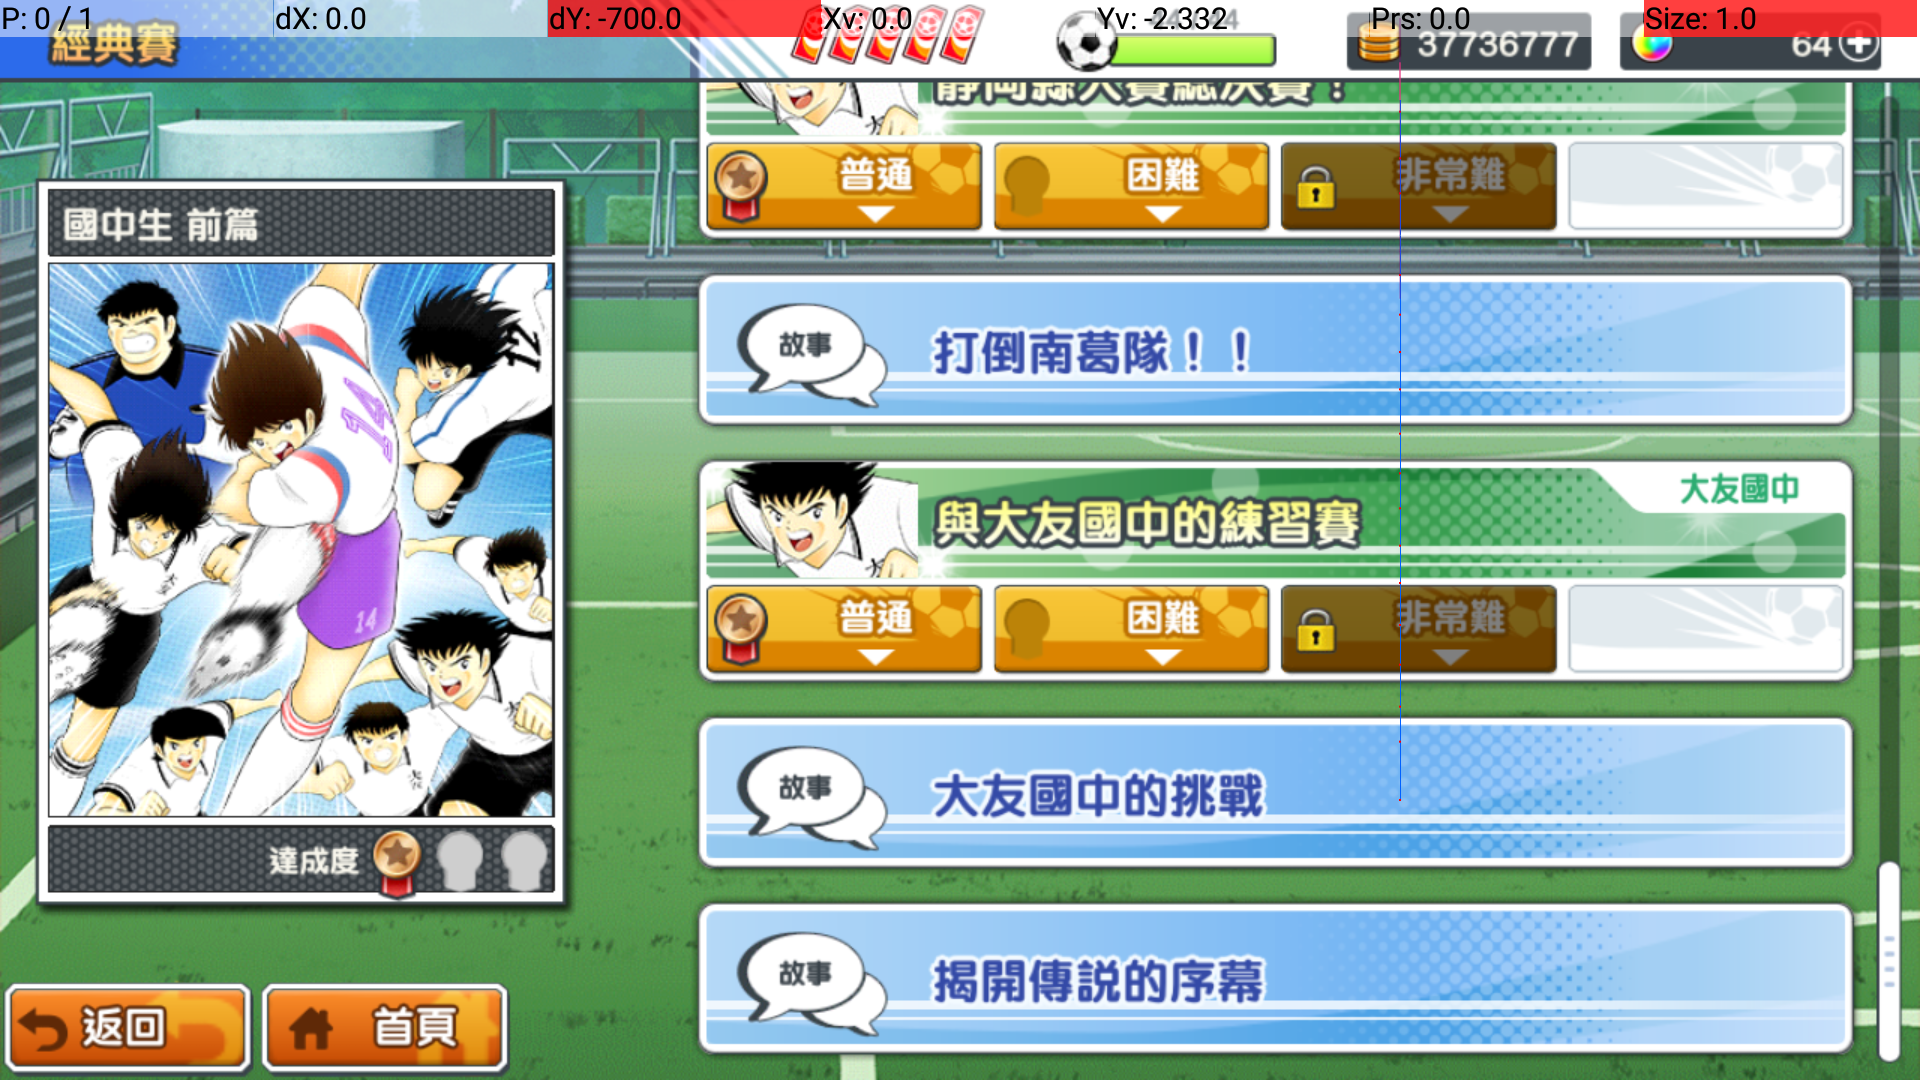 P: 0 / 1
dX: 0.0
dY: -700.0
Xv: 0.0
Yv: -2.332
Prs: 0.0
Size: 1.0
經典賽
37736777
64
靜岡縣大賽總決賽！
普通
困難
非常難
國中生 前篇
14
14
達成度
故事
打倒南葛隊！！
大友國中
與大友國中的練習賽
普通
困難
非常難
故事
大友國中的挑戰
故事
揭開傳說的序幕
返回
首頁